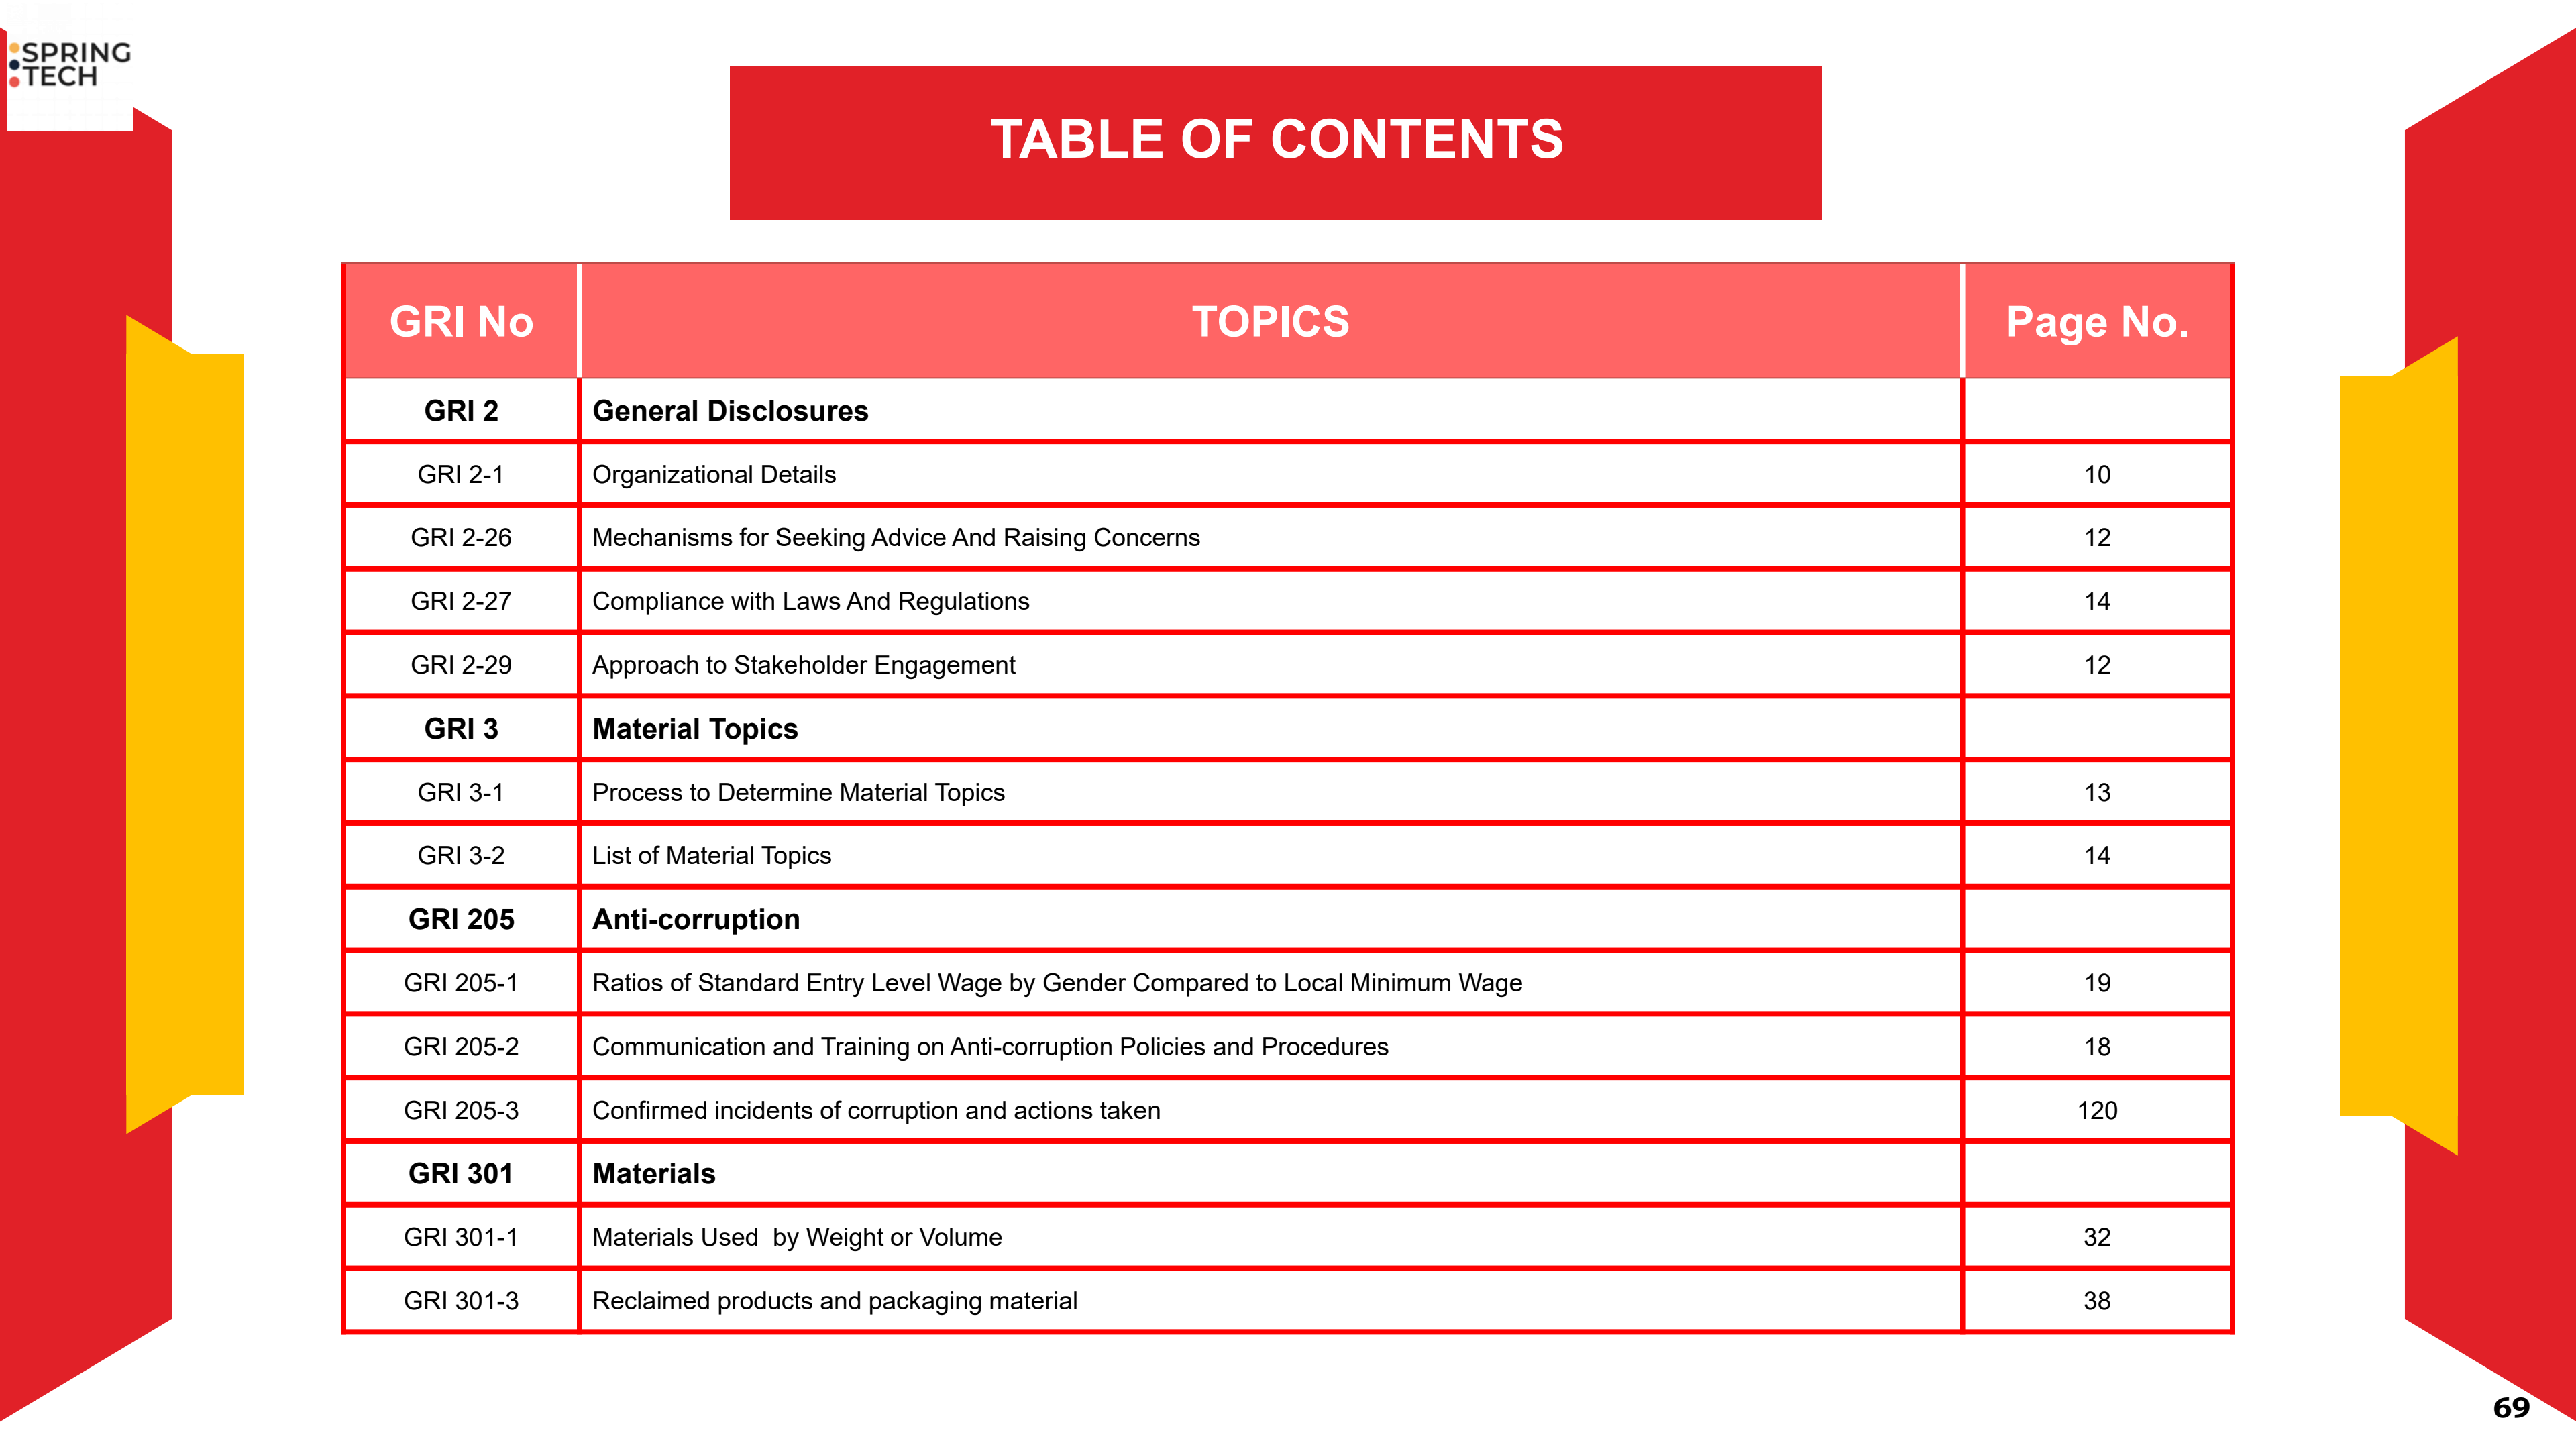 SPRING
TECH
TABLE OF CONTENTS
GRI No TOPICS Page No.
GRI 2 General Disclosures
GRI 2-1 Organizational Details 10
GRI 2-26 Mechanisms for Seeking Advice And Raising Concerns 12
GRI 2-27 Compliance with Laws And Regulations 14
GRI 2-29 Approach to Stakeholder Engagement 12
GRI 3 Material Topics
GRI 3-1 Process to Determine Material Topics 13
GRI 3-2 List of Material Topics 14
GRI 205 Anti-corruption
GRI 205-1 Ratios of Standard Entry Level Wage by Gender Compared to Local Minimum Wage 19
GRI 205-2 Communication and Training on Anti-corruption Policies and Procedures 18
GRI 205-3 Confirmed incidents of corruption and actions taken 120
GRI 301 Materials
GRI 301-1 Materials Used  by Weight or Volume 32
GRI 301-3 Reclaimed products and packaging material 38
69